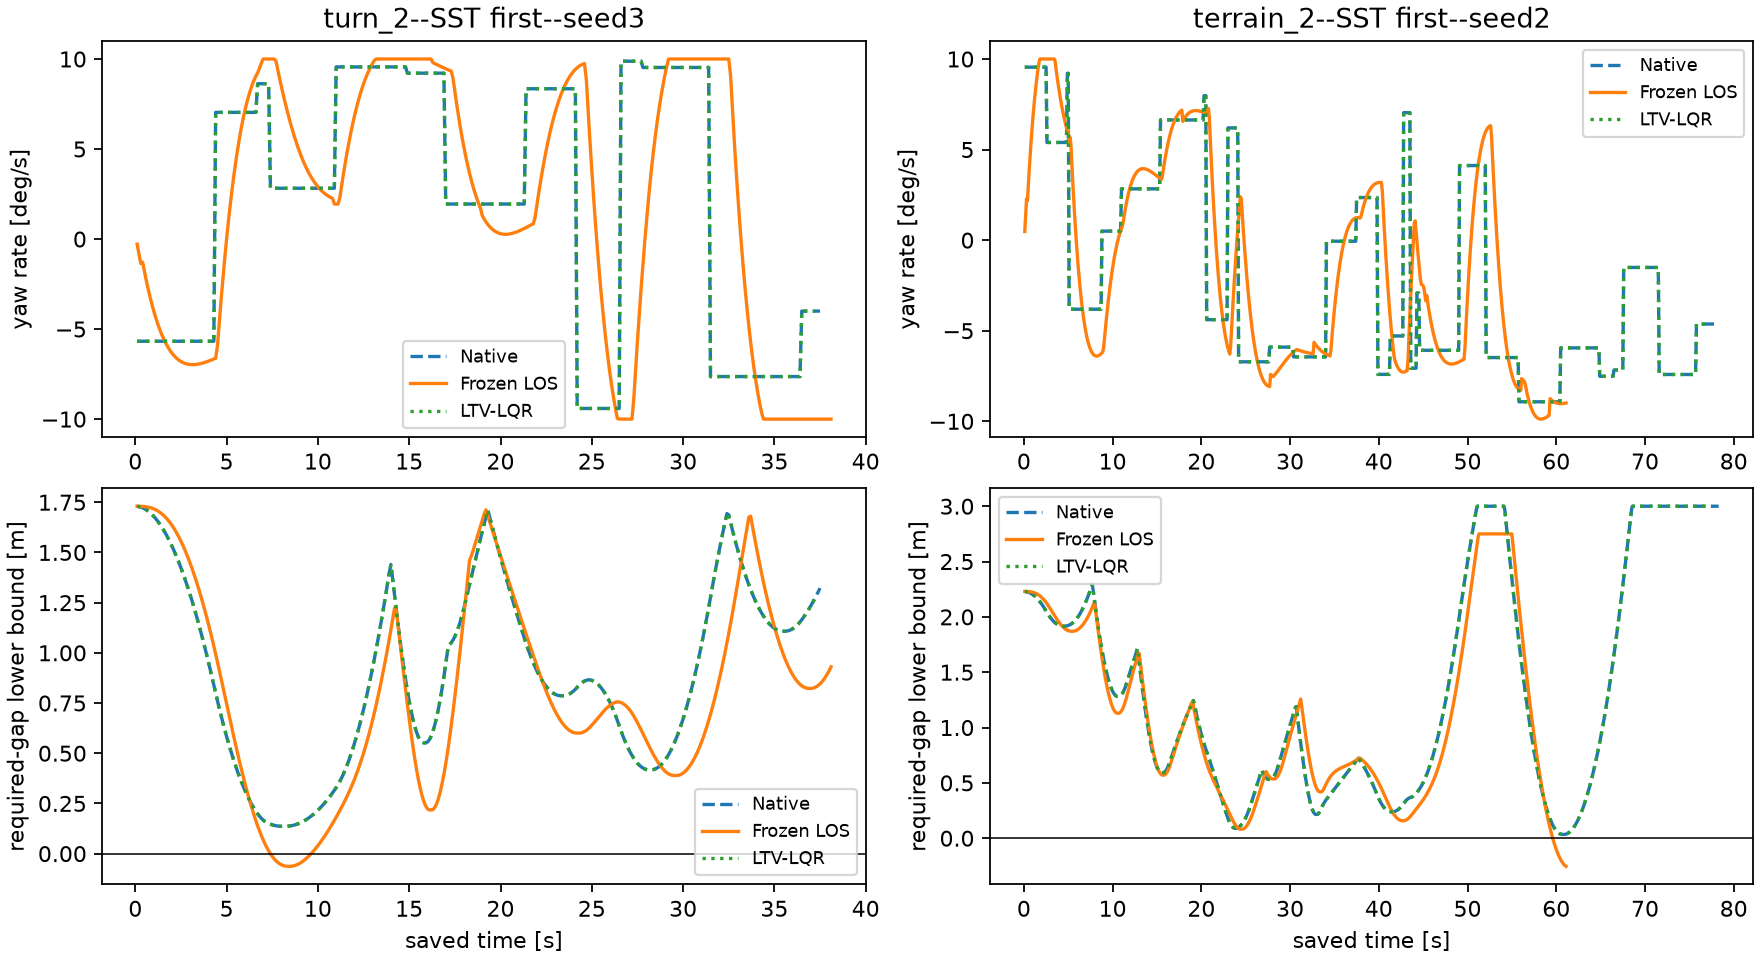 turn_2--SST first--seed3
yaw rate [deg/s]
10
5
0
−5
−10
Native
Frozen LOS
LTV-LQR
0 5 10 15 20 25 30 35 40
terrain_2--SST first--seed2
yaw rate [deg/s]
10
5
0
−5
−10
Native
Frozen LOS
LTV-LQR
0 10 20 30 40 50 60 70 80
required-gap lower bound [m]
1.75
1.50
1.25
1.00
0.75
0.50
0.25
0.00
Native
Frozen LOS
LTV-LQR
0 5 10 15 20 25 30 35 40
saved time [s]
required-gap lower bound [m]
3.0
2.5
2.0
1.5
1.0
0.5
0.0
Native
Frozen LOS
LTV-LQR
0 10 20 30 40 50 60 70 80
saved time [s]